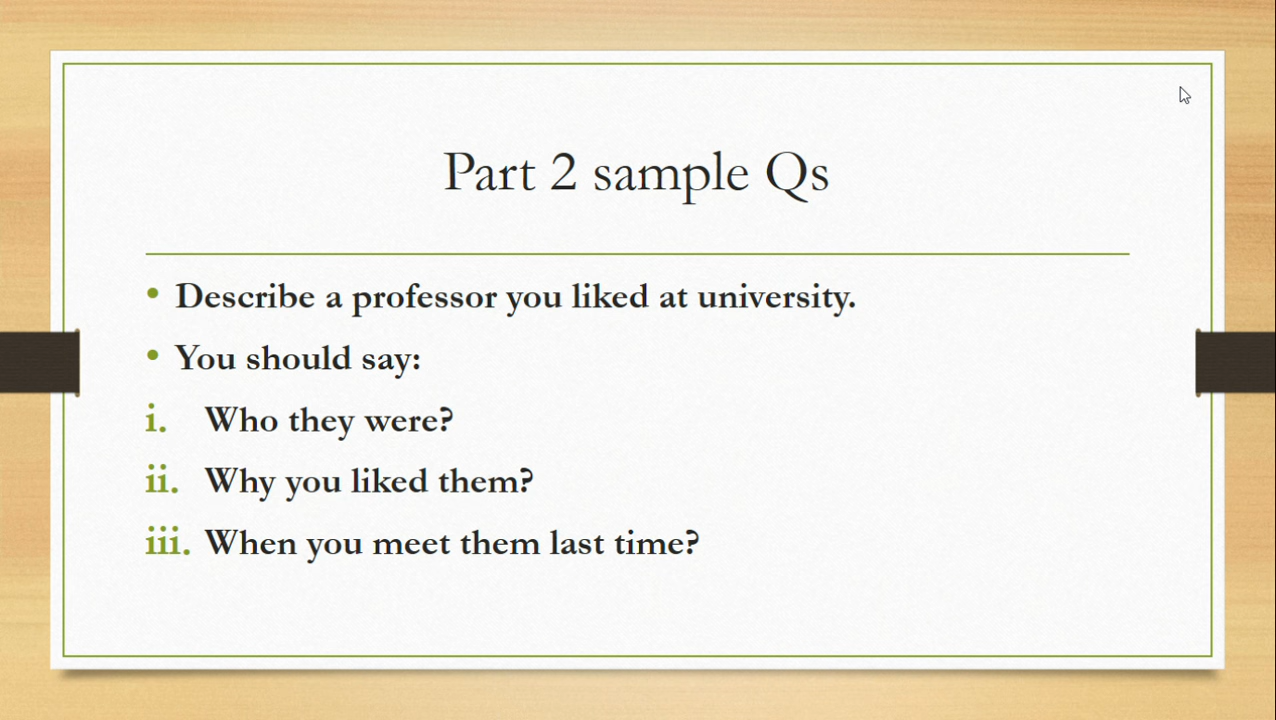 Part 2 sample Qs
• Describe a professor you liked at university.
• You should say:
i. Who they were?
ii. Why you liked them?
iii. When you meet them last time?